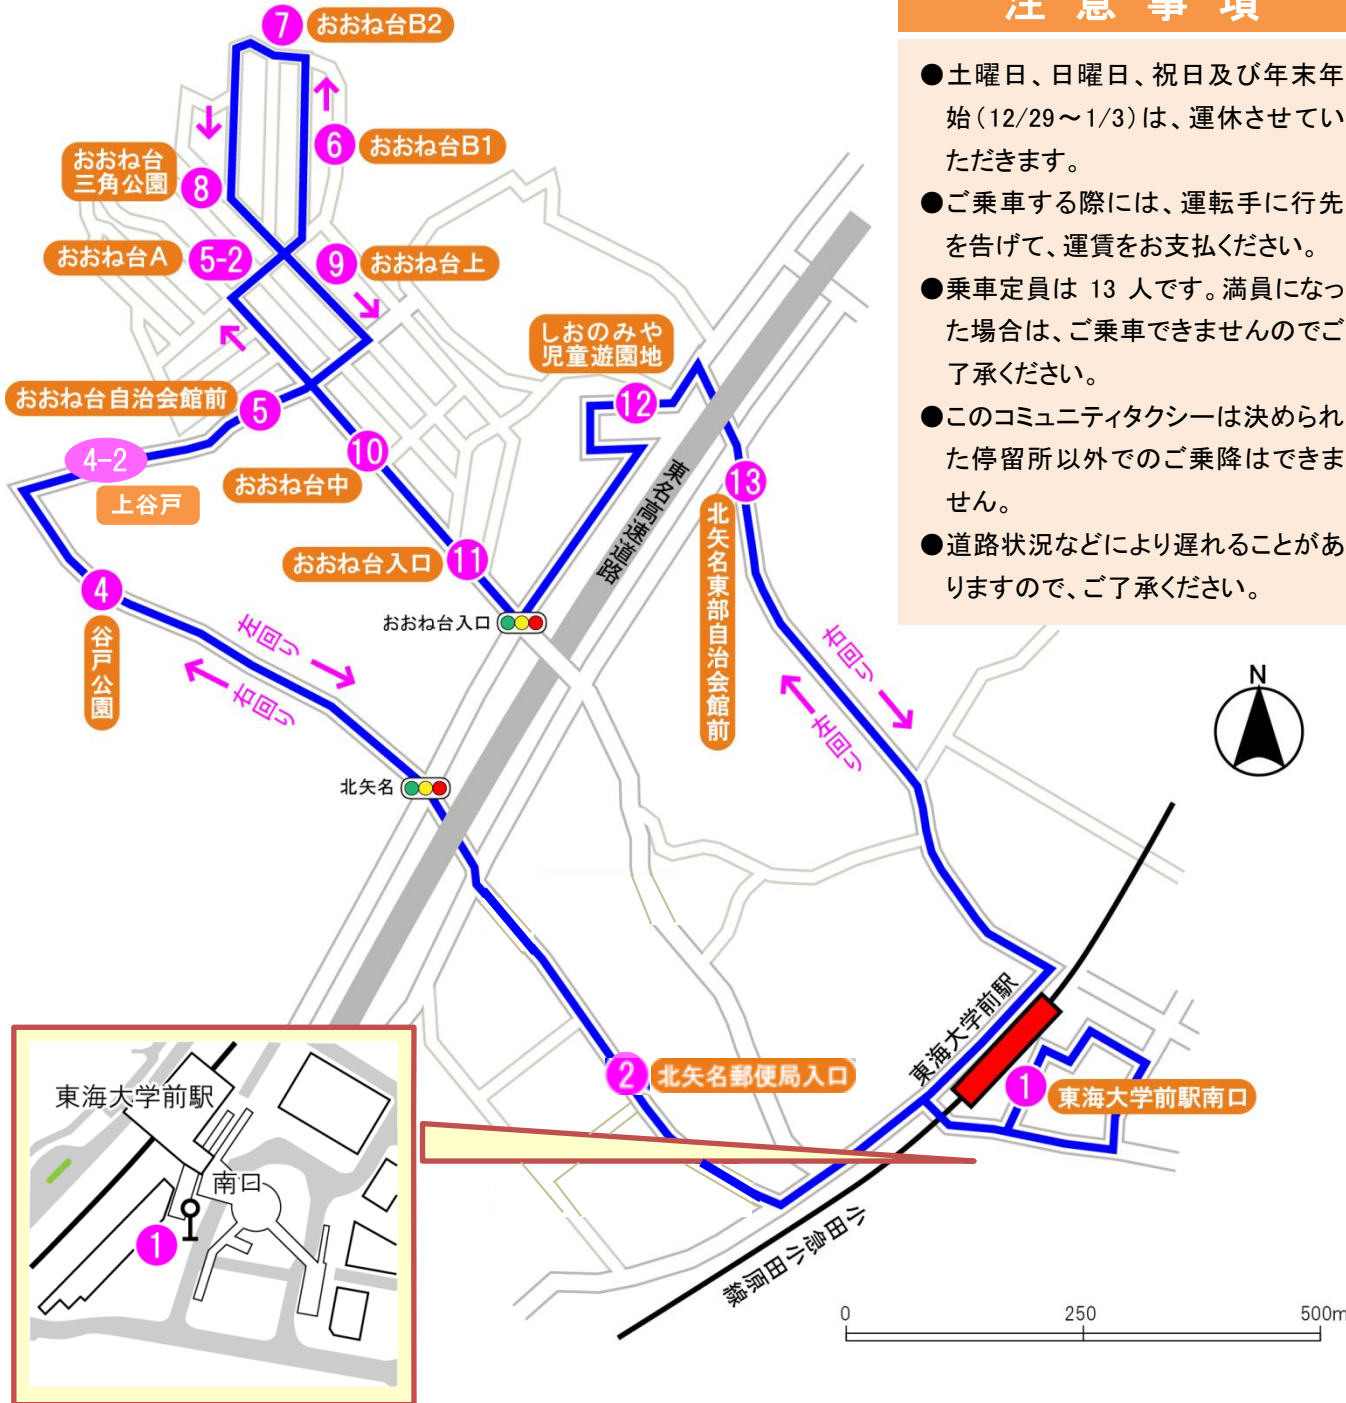 注意事項
●土曜日、日曜日、祝日及び年末年
始(12/29～1/3)は、運休させてい
ただきます。
●ご乗車する際には、運転手に行先
を告げて、運賃をお支払ください。
●乗車定員は 13 人です。満員になっ
た場合は、ご乗車できませんのでご
了承ください。
●このコミュニティタクシーは決められ
た停留所以外でのご乗降はできま
せん。
●道路状況などにより遅れることがあ
りますので、ご了承ください。
7 おおね台B2
6 おおね台B1
おおね台
三角公園
8
おおね台A 5-2
9 おおね台上
しおのみや
児童遊園地
12
おおね台自治会館前 5
4-2
上谷戸
10
おおね台中
13
北矢名東部自治会館前
東名高速道路
11
おおね台入口
おおね台入口
4
谷戸公園
左回り
右回り
右回り
左回り
N
北矢名
2 北矢名郵便局入口
東海大学前駅
1
東海大学前駅南口
小田急小田原線
東海大学前駅
南口
1
0 250 500m